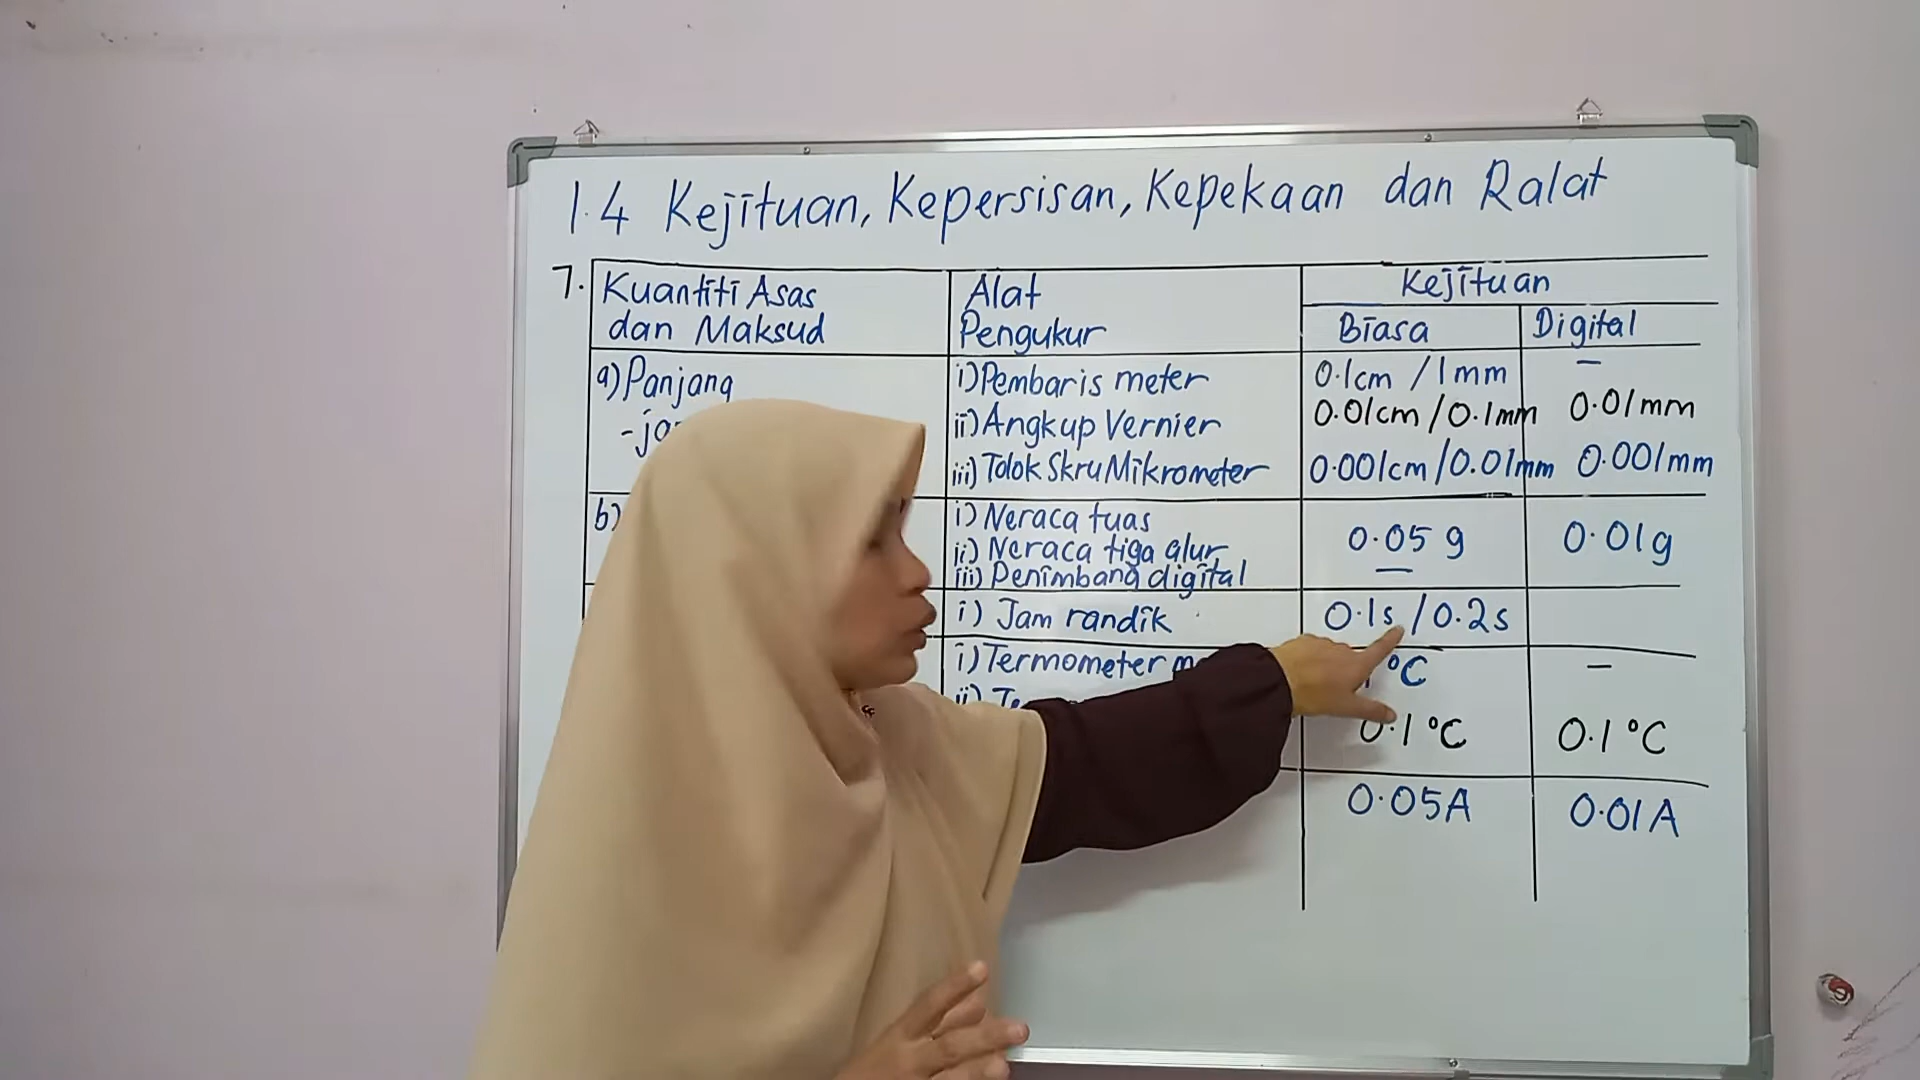 1.4 Kejituan, Kepersisan, Kepekaan dan Ralat
7. Kuantiti Asas dan Maksud
Alat Pengukur
Kejituan
Biasa
Digital
a) Panjang
i) Pembaris meter
0.1cm / 1mm
-
ii) Angkup Vernier
0.01cm / 0.1mm
0.01mm
iii) Tolok Skru Mikrometer
0.001cm / 0.01mm
0.001mm
b)
i) Neraca tuas
ii) Neraca tiga alur
iii) Penimbang digital
0.05 g
0.01g
i) Jam randik
0.1s / 0.2s
i) Termometer
°C
-
ii)
0.1 °C
0.1 °C
0.05A
0.01A